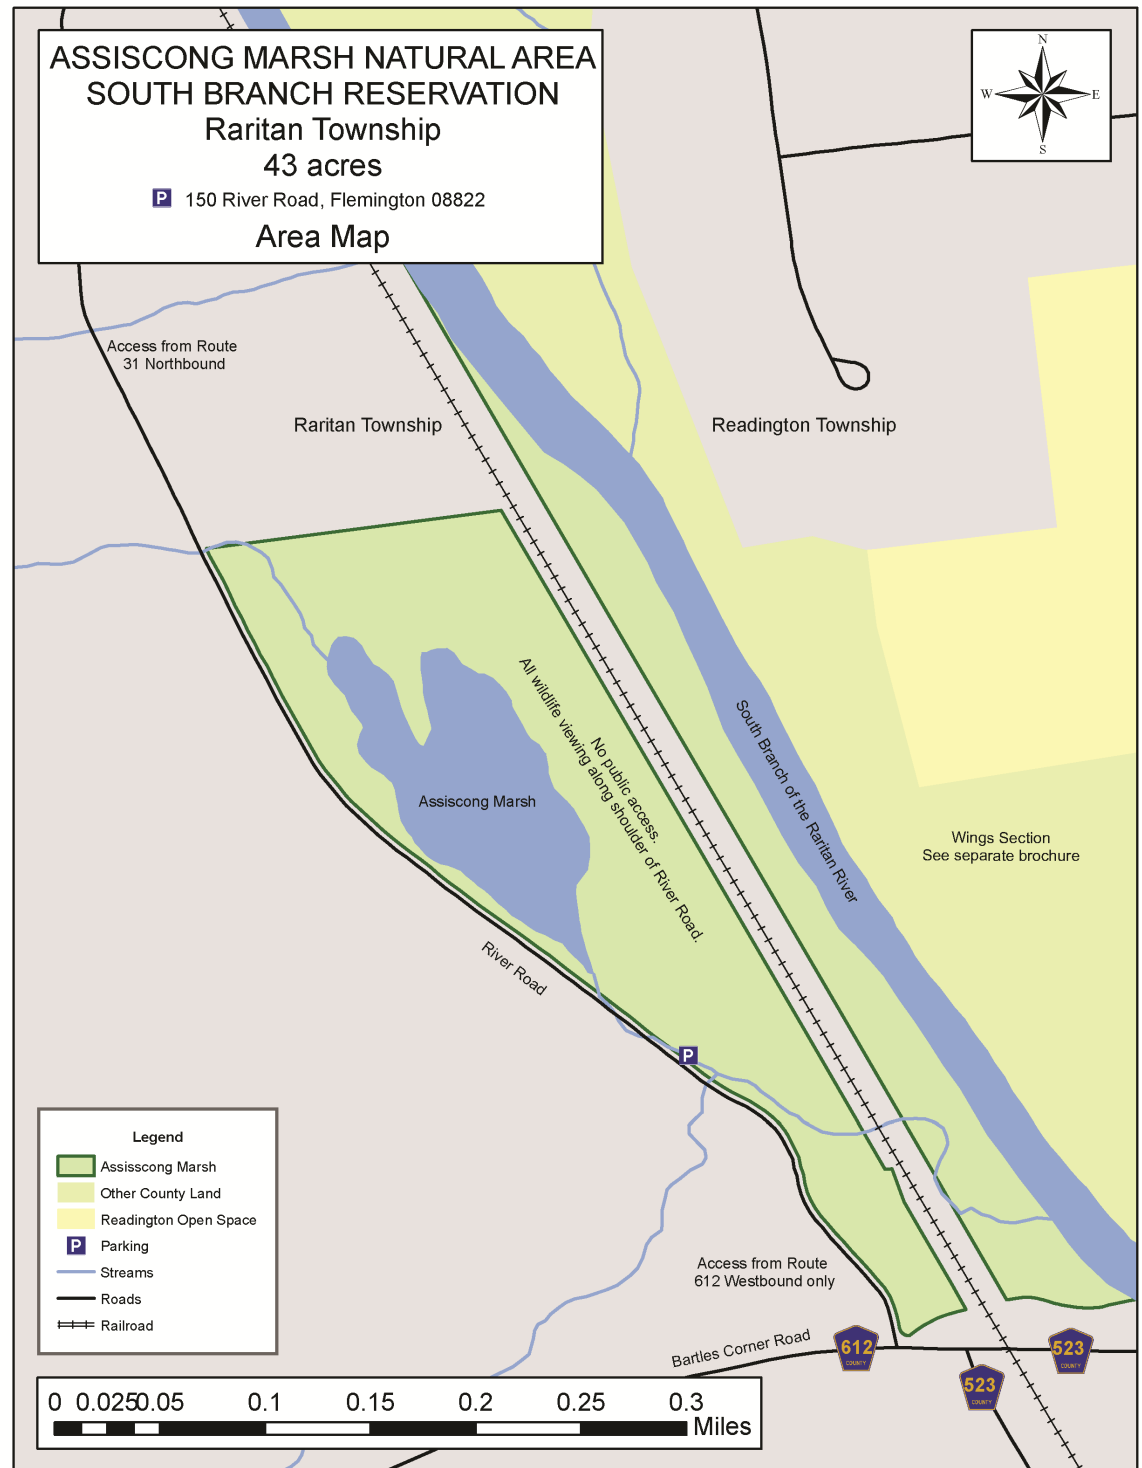 ASSISCONG MARSH NATURAL AREA
SOUTH BRANCH RESERVATION
Raritan Township
43 acres
P 150 River Road, Flemington 08822
Area Map
N
W E
S
Access from Route
31 Northbound
Raritan Township
Readington Township
All wildlife viewing along shoulder of River Road.
No public access.
South Branch of the Raritan River
Assiscong Marsh
Wings Section
See separate brochure
River Road
P
Legend
Assisscong Marsh
Other County Land
Readington Open Space
P Parking
Streams
Roads
Railroad
Access from Route
612 Westbound only
Bartles Corner Road
612
COUNTY
523
COUNTY
523
COUNTY
0 0.0250.05 0.1 0.15 0.2 0.25 0.3
Miles